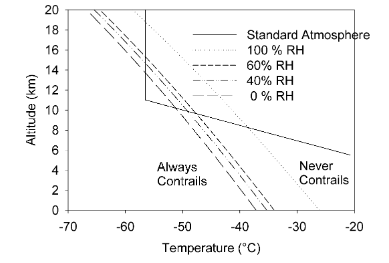 20
18
16
14
12
10
8
6
4
2
0
Altitude (km)
Standard Atmosphere
100 % RH
60% RH
40% RH
0 % RH
Always
Contrails
Never
Contrails
-70 -60 -50 -40 -30 -20
Temperature (°C)